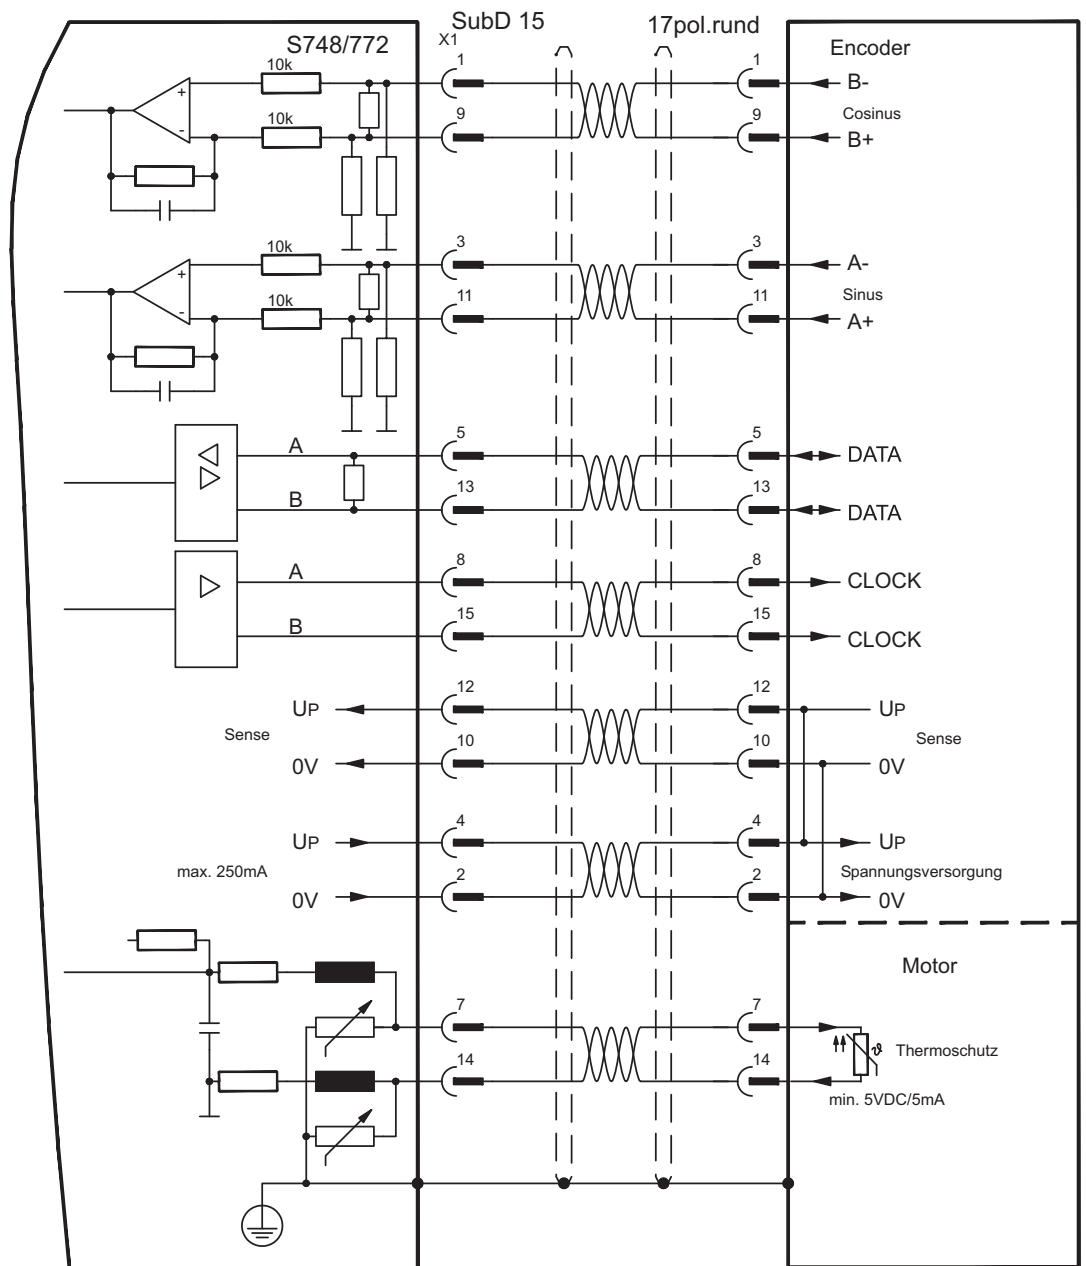 SubD 15
17pol.rund
S748/772
X1
Encoder
10k
1
1
B-
+
Cosinus
10k
9
9
B+
-
3
3
10k
A-
+
Sinus
10k
11
11
A+
-
5
5
A
DATA
13
13
B
DATA
8
8
A
CLOCK
15
15
B
CLOCK
12
12
UP
UP
Sense
Sense
10
10
0V
0V
4
4
UP
UP
max. 250mA
Spannungsversorgung
2
2
0V
0V
Motor
7
7
ϑ
Thermoschutz
14
14
min. 5VDC/5mA